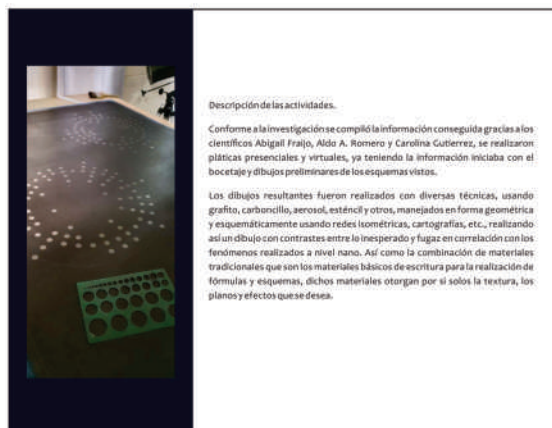 Descripción de las actividades.
Conforme a la investigación se compiló la información conseguida gracias a los
científicos Abigail Fraijo, Aldo A. Romero y Carolina Gutierrez, se realizaron
pláticas presenciales y virtuales, ya teniendo la información iniciaba con el
bocetaje y dibujos preliminares de los esquemas vistos.
Los dibujos resultantes fueron realizados con diversas técnicas, usando
grafito, carboncillo, aerosol, esténcil y otros, manejados en forma geométrica
y esquemáticamente usando redes isométricas, cartografías, etc., realizando
así un dibujo con contrastes entre lo inesperado y fugaz en correlación con los
fenómenos realizados a nivel nano. Así como la combinación de materiales
tradicionales que son los materiales básicos de escritura para la realización de
fórmulas y esquemas, dichos materiales otorgan por si solos la textura, los
planos y efectos que se desea.